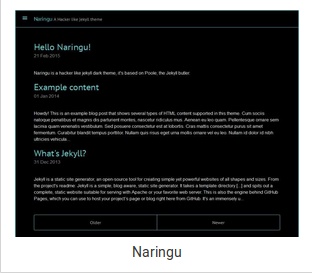 Naringu A Hacker like Jekyll theme
Hello Naringu!
21 Feb 2015
Naringu is a hacker like jekyll dark theme, it's based on Poole, the Jekyll butler.
Example content
01 Jan 2014
Howdy! This is an example blog post that shows several types of HTML content supported in this theme. Cum sociis
natoque penatibus et magnis dis parturient montes, nascetur ridiculus mus. Aenean eu leo quam. Pellentesque ornare sem
lacinia quam venenatis vestibulum. Sed posuere consectetur est at lobortis. Cras mattis consectetur purus sit amet
fermentum. Curabitur blandit tempus porttitor. Nullam quis risus eget urna mollis ornare vel eu leo. Nullam id dolor id nibh
ultricies vehicula...
What's Jekyll?
31 Dec 2013
Jekyll is a static site generator, an open-source tool for creating simple yet powerful websites of all shapes and sizes. From
the project's readme: Jekyll is a simple, blog aware, static site generator. It takes a template directory [...] and spits out a
complete, static website suitable for serving with Apache or your favorite web server. This is also the engine behind GitHub
Pages, which you can use to host your project's page or blog right here from GitHub. It's an immensely u...
Older Newer
Naringu